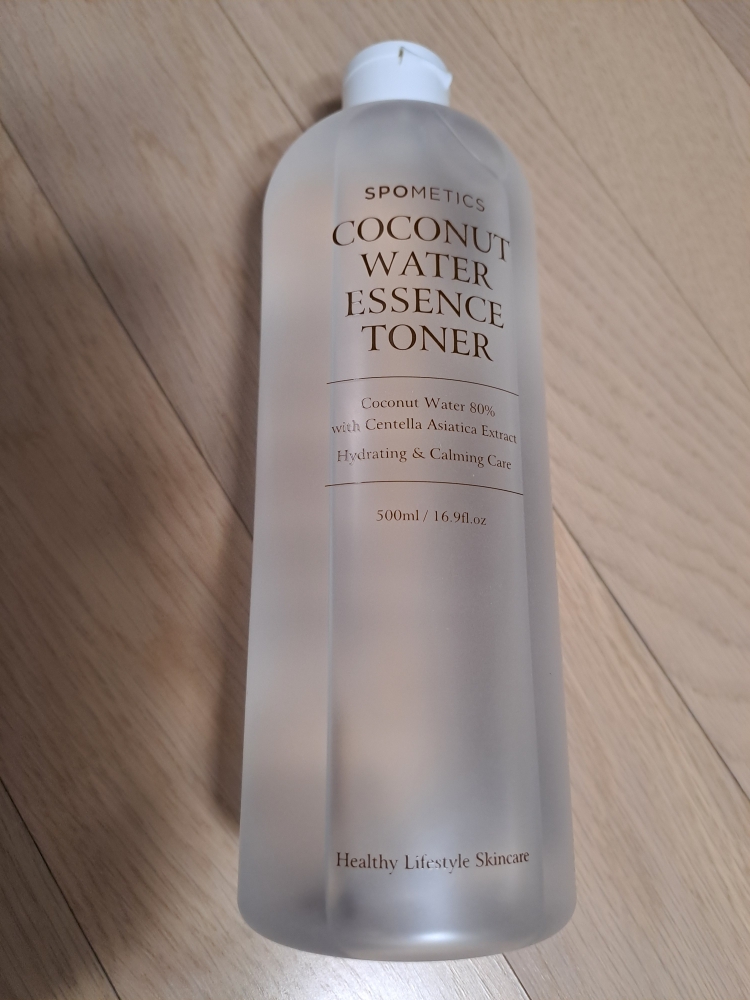 SPOMETICS
COCONUT
WATER
ESSENCE
TONER
Coconut Water 80%
with Centella Asiatica Extract
Hydrating & Calming Care
500ml / 16.9fl.oz
Healthy Lifestyle Skincare